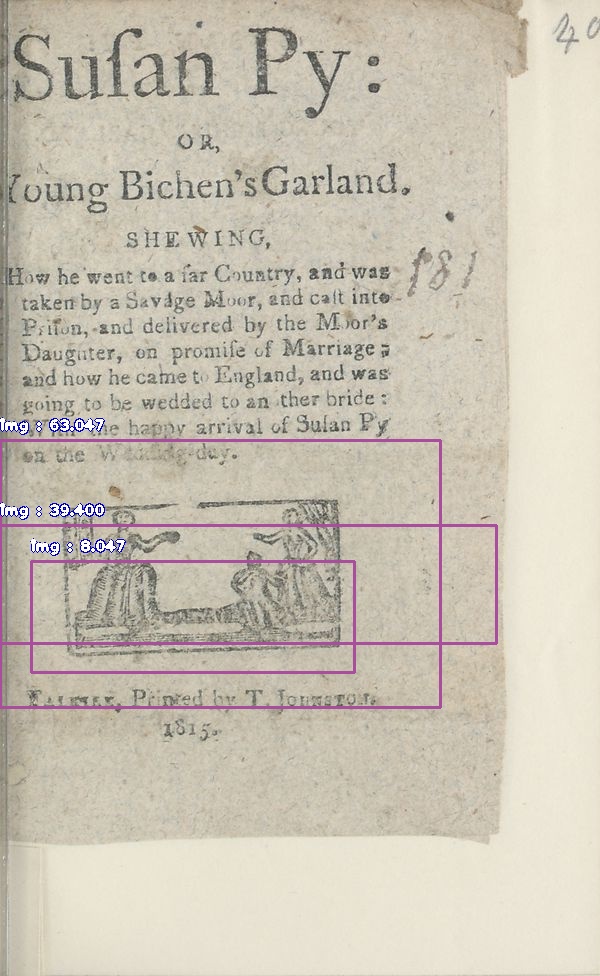 40
Suſan Py:
OR,
Young Bichen's Garland.
SHEWING,
How he went to a far Country, and was
181
taken by a Savage Moor, and caſt into
Priſon, and delivered by the Moor's
Daughter, on promiſe of Marriage;
and how he came to England, and was
going to be wedded to an other bride:
img : 63.047
With the happy arrival of Suſan Py
on the Wedding-day.
img : 39.400
img : 8.047
FALKIRK, Printed by T. JOHNSTON.
1815.